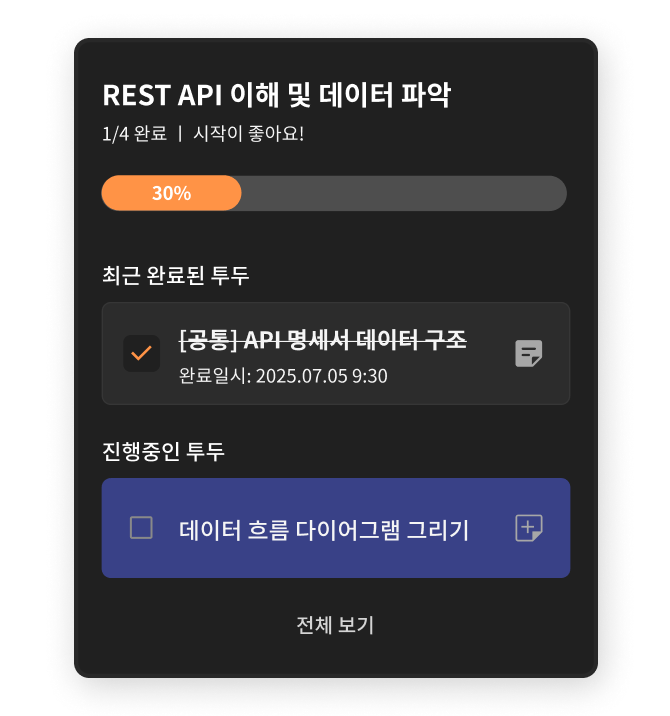 REST API 이해 및 데이터 파악
1/4 완료 ㅣ 시작이 좋아요!
30%
최근 완료된 투두
[공통] API 명세서 데이터 구조
완료일시: 2025.07.05 9:30
진행중인 투두
데이터 흐름 다이어그램 그리기
전체 보기